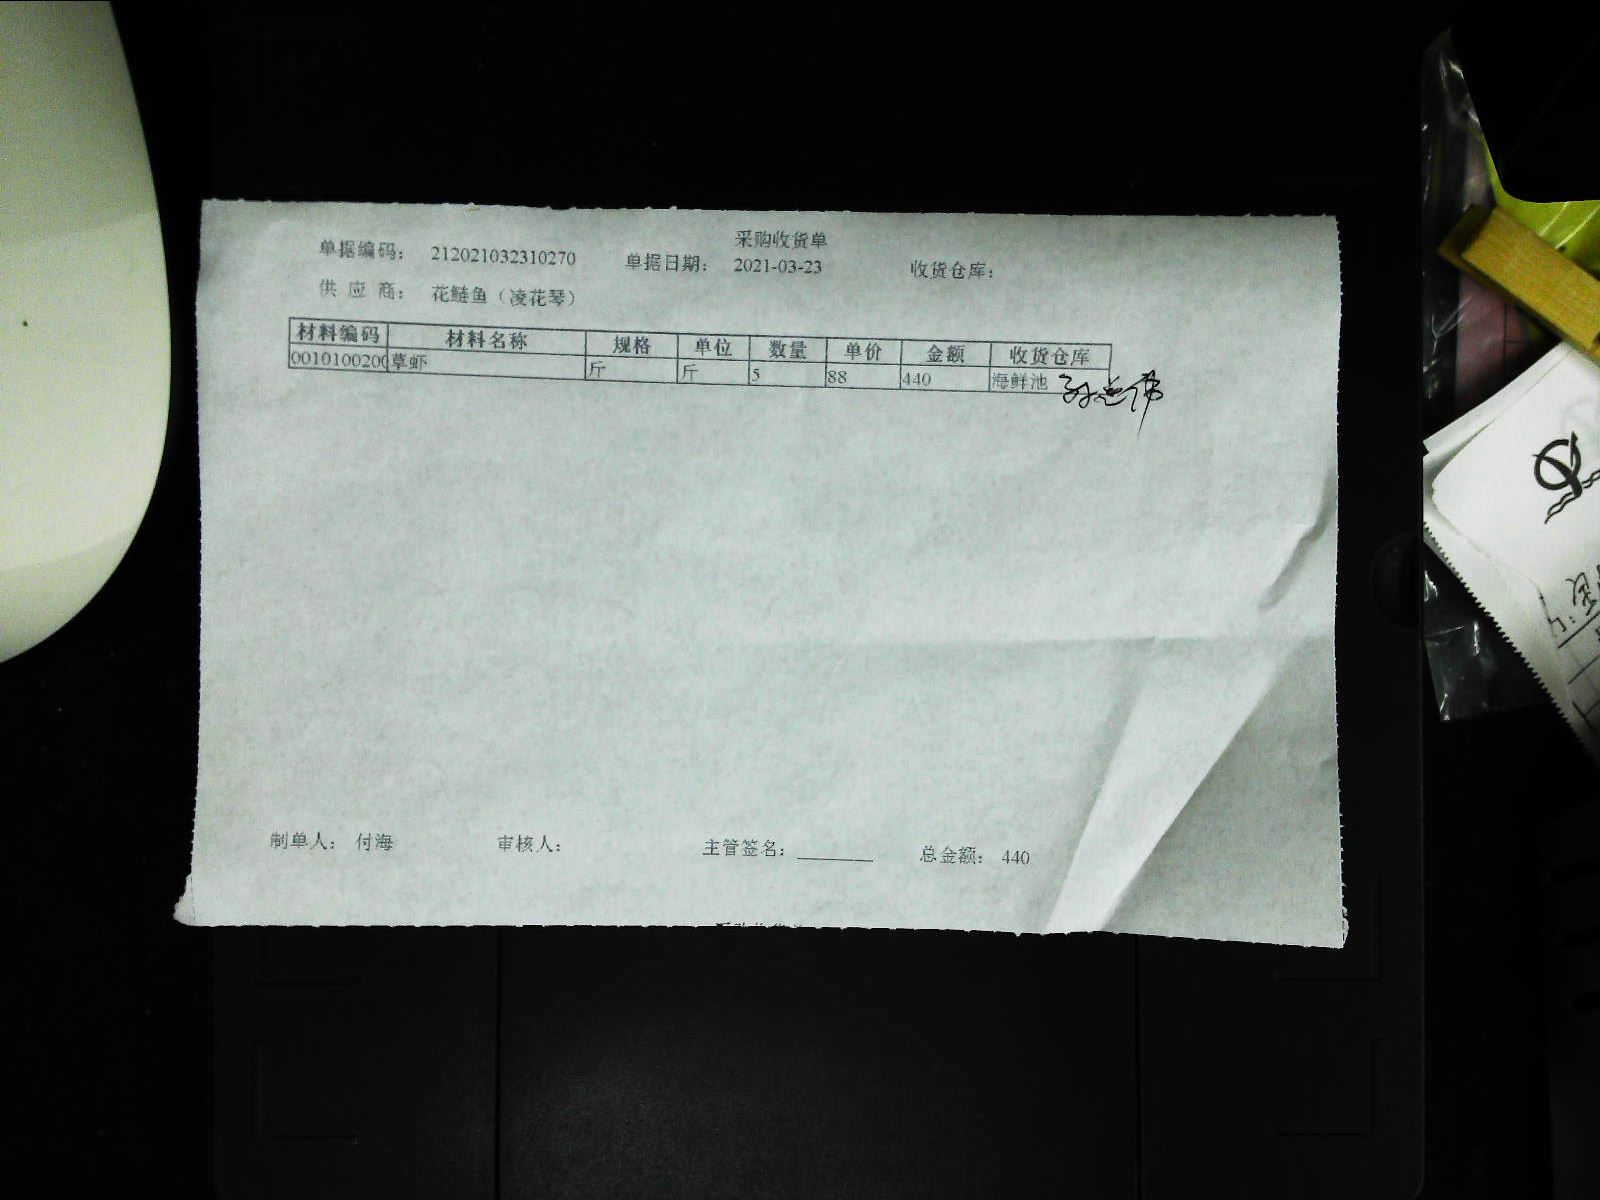 采购收货单
单据编码： 212021032310270 单据日期： 2021-03-23 收货仓库：
供 应 商： 花鲢鱼（凌花琴）
材料编码 材料名称 规格 单位 数量 单价 金额 收货仓库
0010100200 草虾 斤 斤 5 88 440 海鲜池
制单人： 付海 审核人： 主管签名：________ 总金额： 440